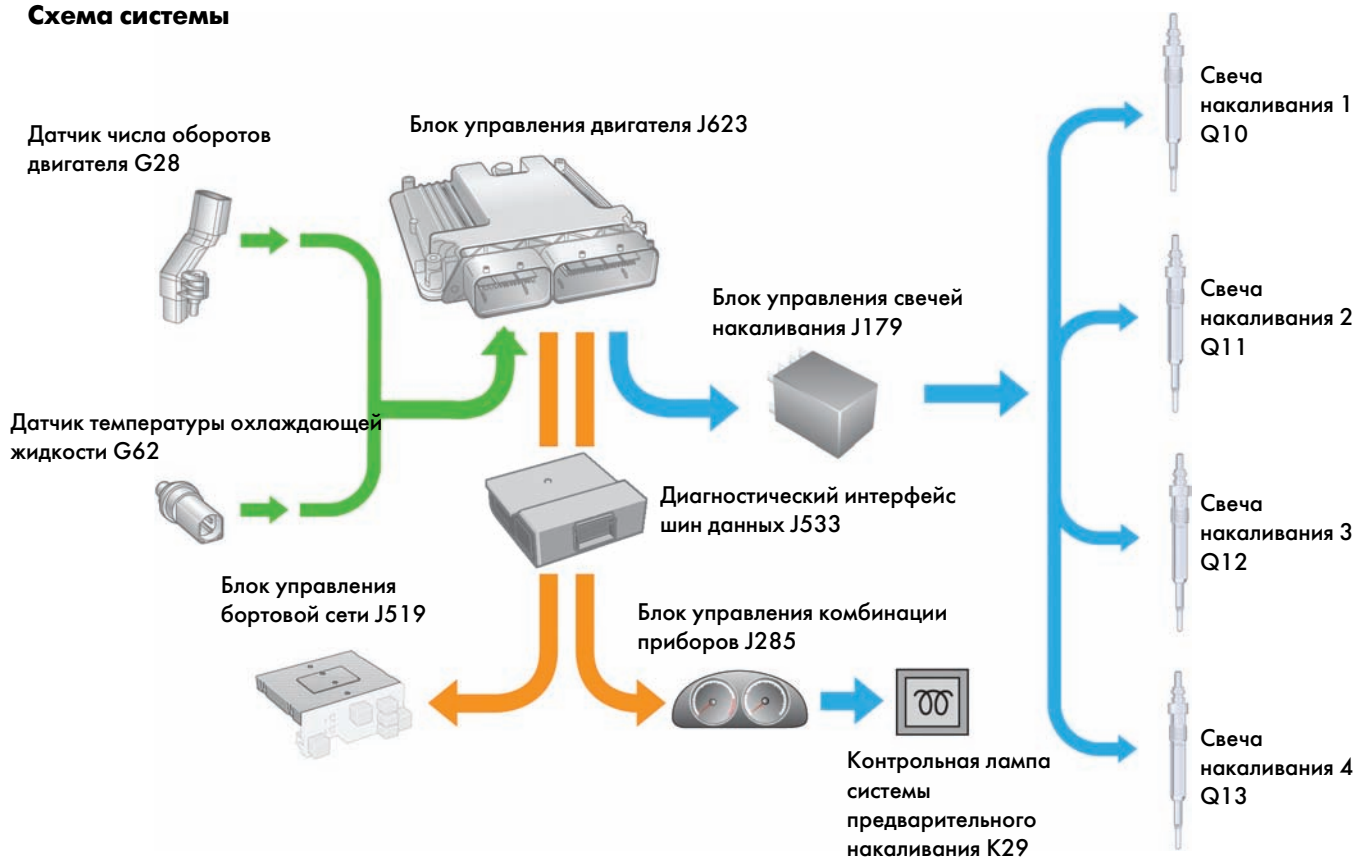 Схема системы
Датчик числа оборотов
двигателя G28
Блок управления двигателя J623
Свеча
накаливания 1
Q10
Блок управления свечей
накаливания J179
Свеча
накаливания 2
Q11
Датчик температуры охлаждающей
жидкости G62
Диагностический интерфейс
шин данных J533
Свеча
накаливания 3
Q12
Блок управления
бортовой сети J519
Блок управления комбинации
приборов J285
Контрольная лампа
системы
предварительного
накаливания K29
Свеча
накаливания 4
Q13